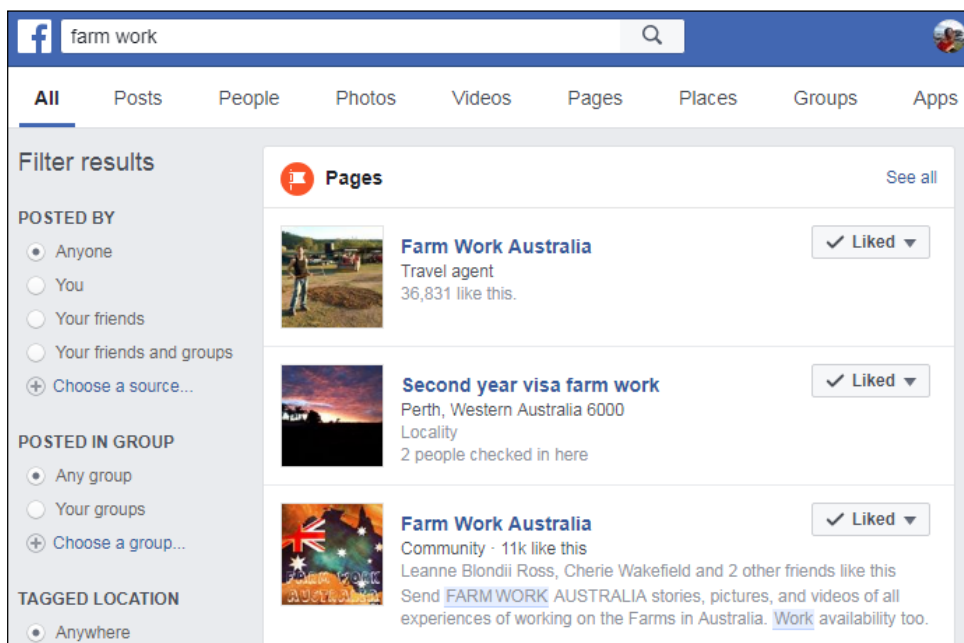 f
farm work
All Posts People Photos Videos Pages Places Groups Apps
Filter results
POSTED BY
Anyone
You
Your friends
Your friends and groups
Choose a source...
POSTED IN GROUP
Any group
Your groups
Choose a group...
TAGGED LOCATION
Anywhere
Pages
See all
Farm Work Australia
Liked
Travel agent
36,831 like this.
Second year visa farm work
Liked
Perth, Western Australia 6000
Locality
2 people checked in here
FARM WORK
AUSTRALIA
Farm Work Australia
Liked
Community · 11k like this
Leanne Blondii Ross, Cherie Wakefield and 2 other friends like this
Send FARM WORK AUSTRALIA stories, pictures, and videos of all
experiences of working on the Farms in Australia. Work availability too.